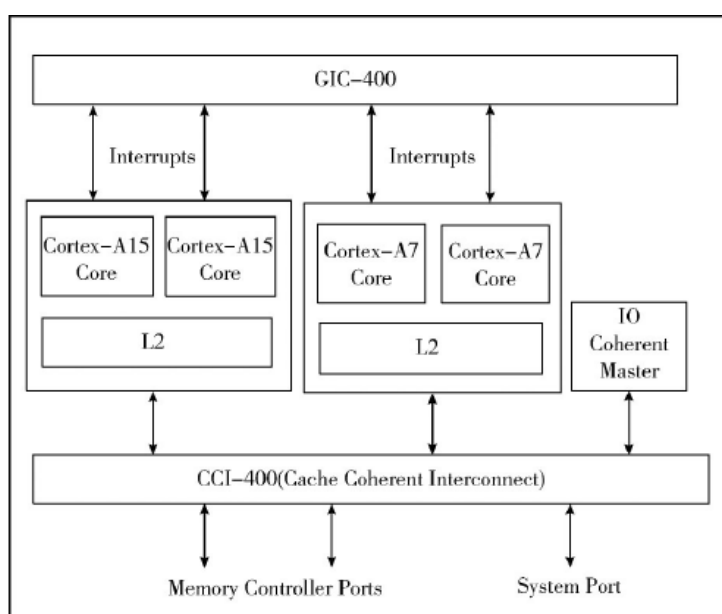 GIC-400
Interrupts
Interrupts
Cortex-A15
Core
Cortex-A15
Core
L2
Cortex-A7
Core
Cortex-A7
Core
L2
IO
Coherent
Master
CCI-400(Cache Coherent Interconnect)
Memory Controller Ports
System Port